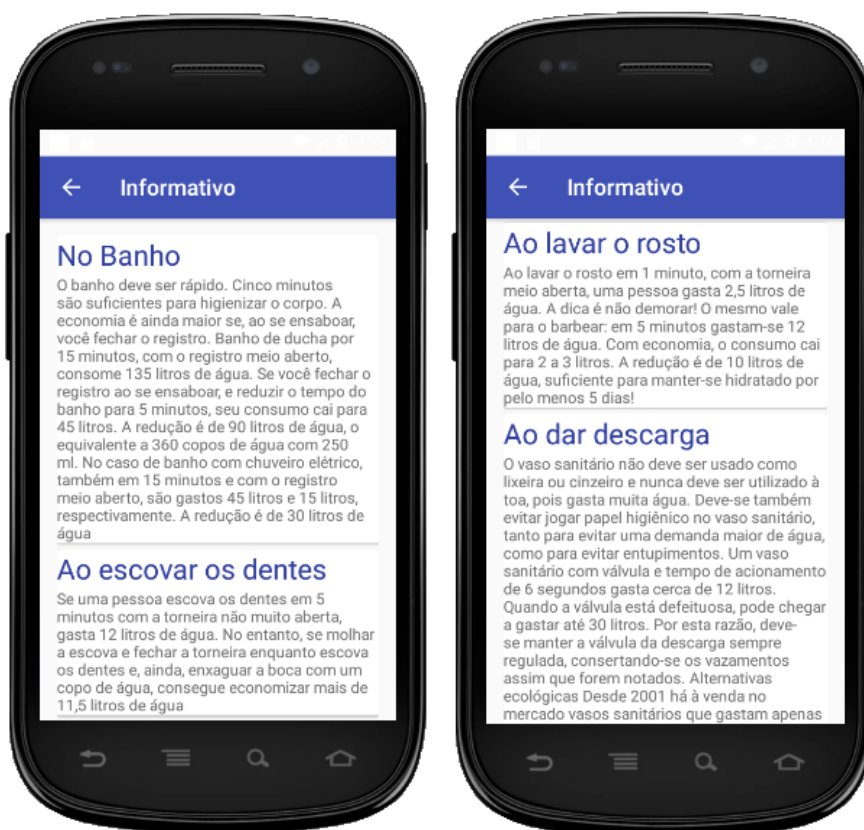 Informativo
No Banho
O banho deve ser rápido. Cinco minutos
são suficientes para higienizar o corpo. A
economia é ainda maior se, ao se ensaboar,
você fechar o registro. Banho de ducha por
15 minutos, com o registro meio aberto,
consome 135 litros de água. Se você fechar o
registro ao se ensaboar, e reduzir o tempo do
banho para 5 minutos, seu consumo cai para
45 litros. A redução é de 90 litros de água, o
equivalente a 360 copos de água com 250
ml. No caso de banho com chuveiro elétrico,
também em 15 minutos e com o registro
meio aberto, são gastos 45 litros e 15 litros,
respectivamente. A redução é de 30 litros de
água
Ao escovar os dentes
Se uma pessoa escova os dentes em 5
minutos com a torneira não muito aberta,
gasta 12 litros de água. No entanto, se molhar
a escova e fechar a torneira enquanto escova
os dentes e, ainda, enxaguar a boca com um
copo de água, consegue economizar mais de
11,5 litros de água
Informativo
Ao lavar o rosto
Ao lavar o rosto em 1 minuto, com a torneira
meio aberta, uma pessoa gasta 2,5 litros de
água. A dica é não demorar! O mesmo vale
para o barbear: em 5 minutos gastam-se 12
litros de água. Com economia, o consumo cai
para 2 a 3 litros. A redução é de 10 litros de
água, suficiente para manter-se hidratado por
pelo menos 5 dias!
Ao dar descarga
O vaso sanitário não deve ser usado como
lixeira ou cinzeiro e nunca deve ser utilizado à
toa, pois gasta muita água. Deve-se também
evitar jogar papel higiênico no vaso sanitário,
tanto para evitar uma demanda maior de água,
como para evitar entupimentos. Um vaso
sanitário com válvula e tempo de acionamento
de 6 segundos gasta cerca de 12 litros.
Quando a válvula está defeituosa, pode chegar
a gastar até 30 litros. Por esta razão, deve-
se manter a válvula da descarga sempre
regulada, consertando-se os vazamentos
assim que forem notados. Alternativas
ecológicas Desde 2001 há à venda no
mercado vasos sanitários que gastam apenas